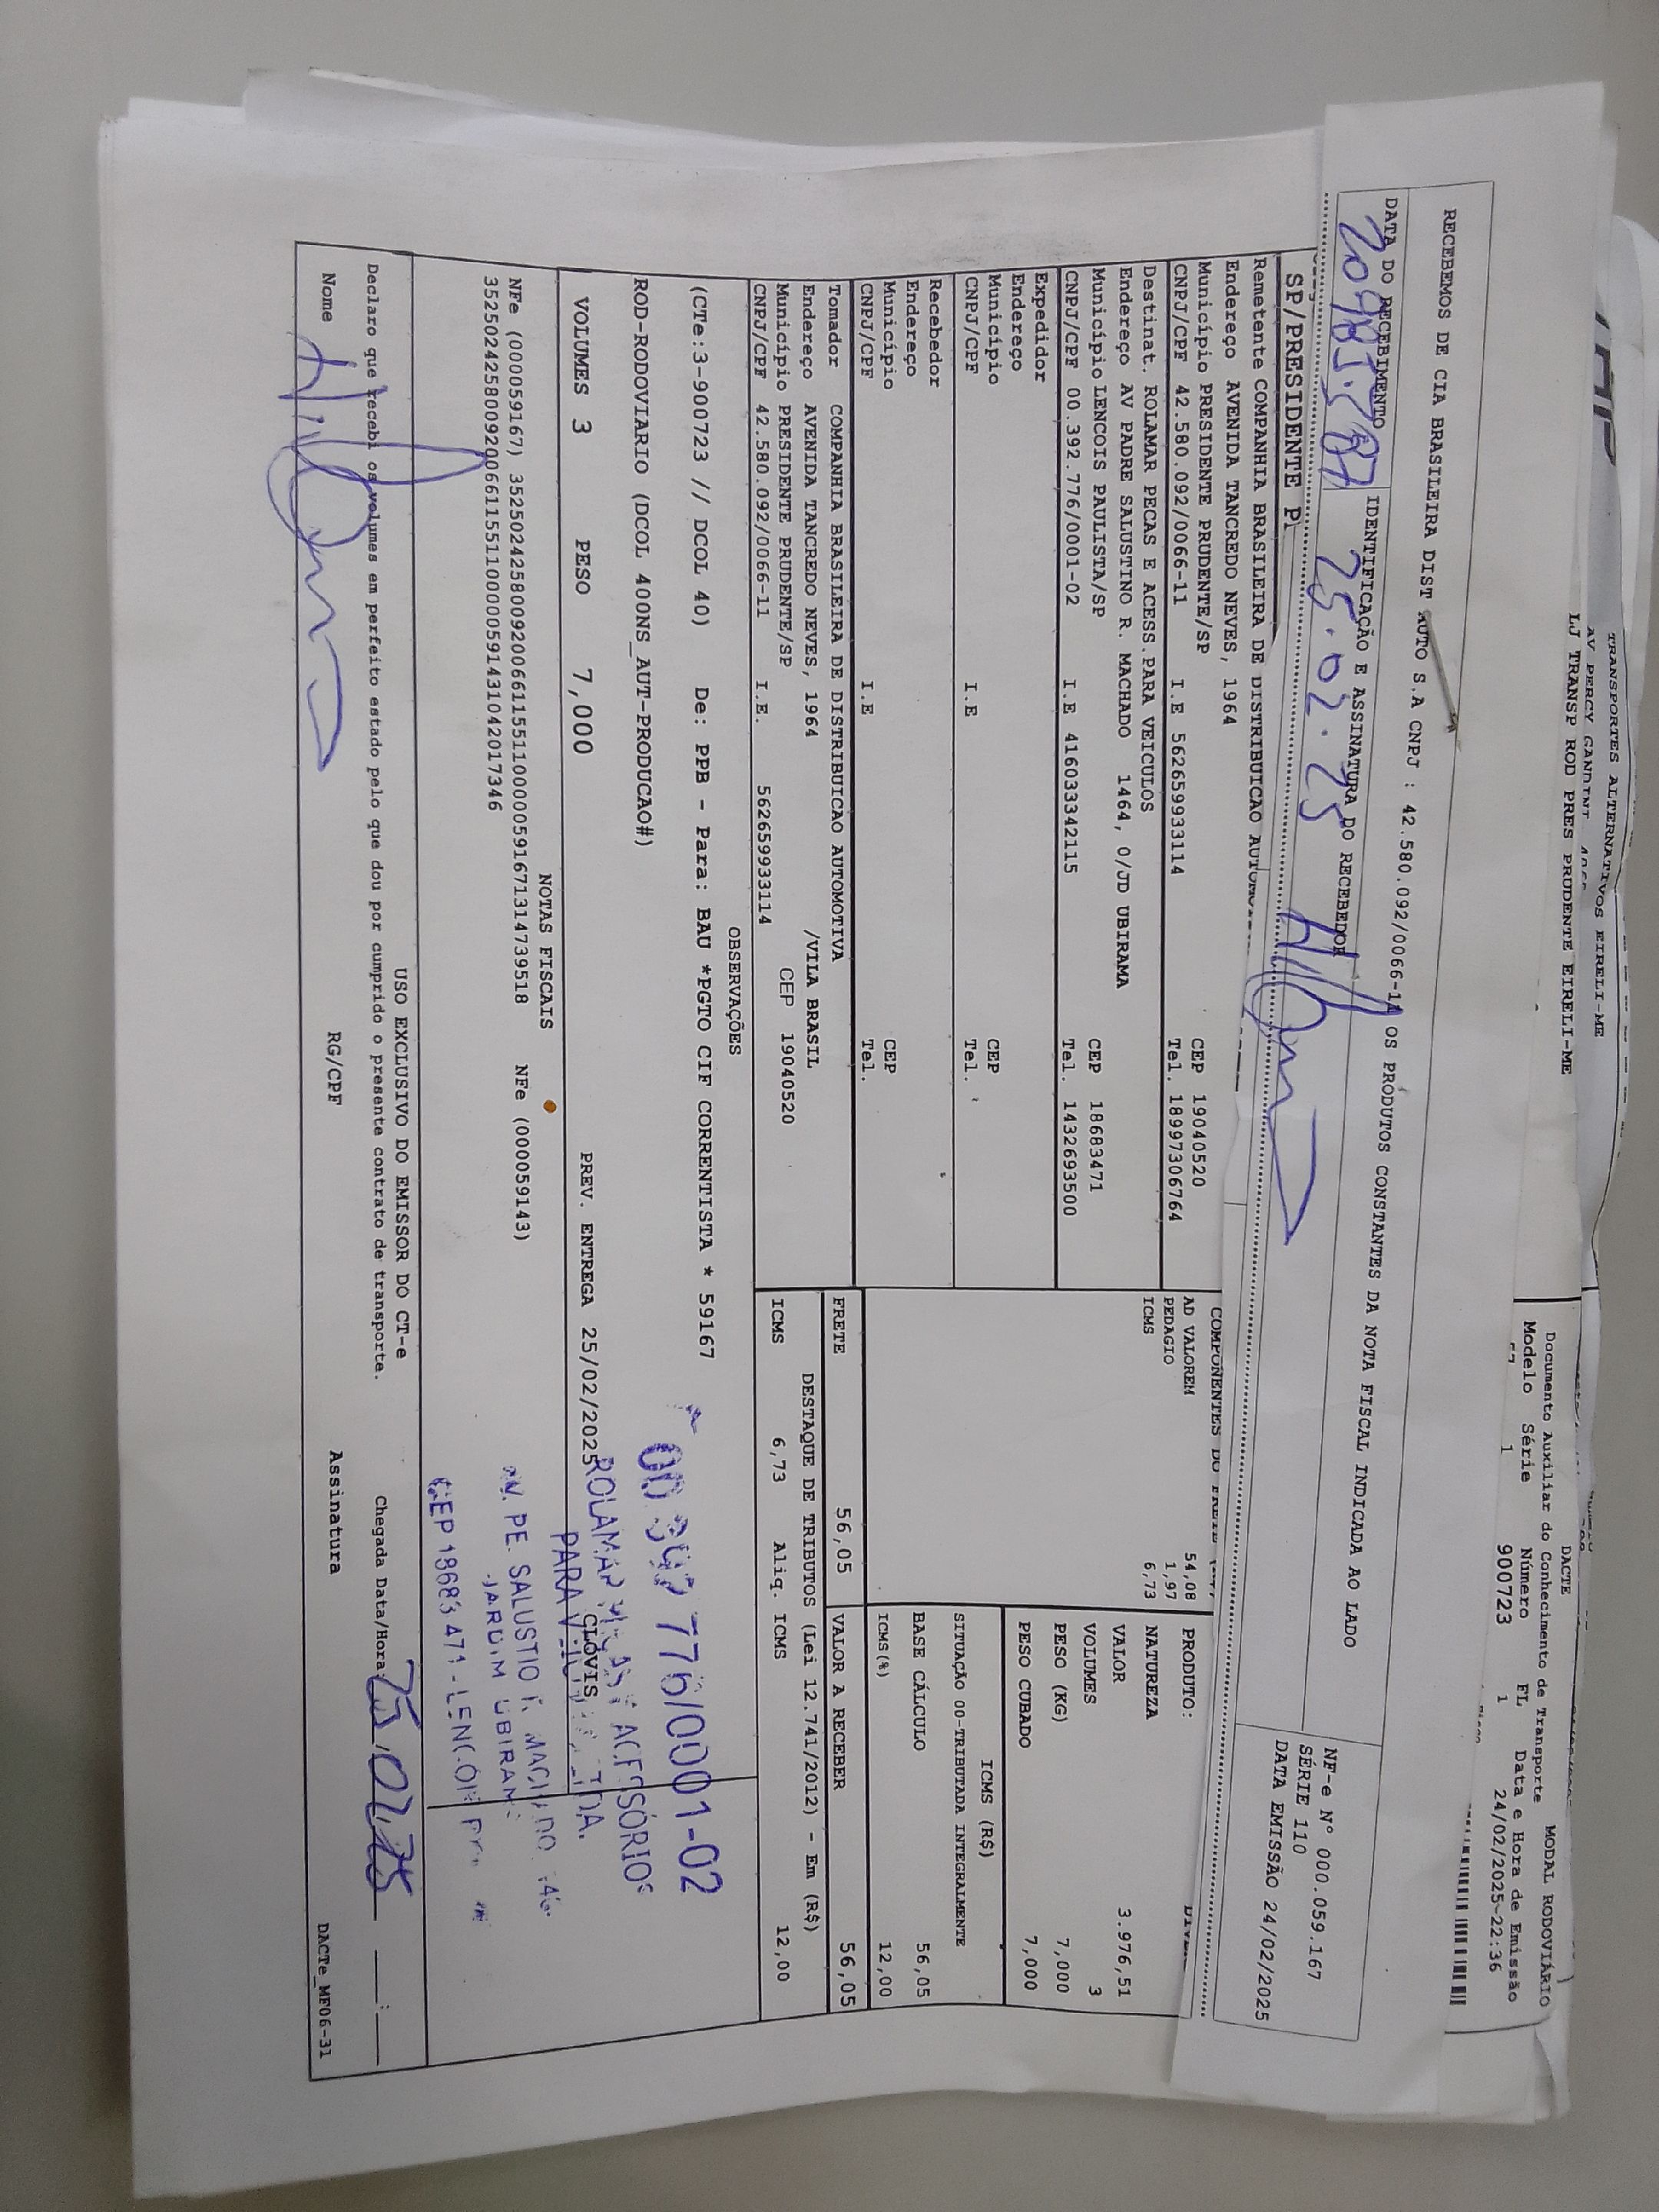 TRANSPORTES ALTERNATIVOS EIRELI-ME
AV PERCY GANDINI
LJ TRANSP ROD PRES PRUDENTE EIRELI-ME
DACTE
MODAL RODOVIÁRIO
Documento Auxiliar do Conhecimento de Transporte
Modelo Série Número FL Data e Hora de Emissão
57 1 900723 1 24/02/2025-22:36
RECEBEMOS DE CIA BRASILEIRA DIST AUTO S.A CNPJ : 42.580.092/0066-11 OS PRODUTOS CONSTANTES DA NOTA FISCAL INDICADA AO LADO
DATA DO RECEBIMENTO
IDENTIFICAÇÃO E ASSINATURA DO RECEBEDOR
25.02.25
NF-e Nº 000.059.167
SÉRIE 110
DATA EMISSÃO 24/02/2025
SP/PRESIDENTE P
Remetente COMPANHIA BRASILEIRA DE DISTRIBUICAO
Endereço AVENIDA TANCREDO NEVES, 1964
Município PRESIDENTE PRUDENTE/SP CEP 19040520
CNPJ/CPF 42.580.092/0066-11 I.E 562659933114 Tel. 18997306764
Destinat. ROLAMAR PECAS E ACESS.PARA VEICULOS
Endereço AV PADRE SALUSTINO R. MACHADO 1464, 0/JD UBIRAMA
Município LENCOIS PAULISTA/SP CEP 18683471
CNPJ/CPF 00.392.776/0001-02 I.E 416033342115 Tel. 1432693500
Expedidor
Endereço
Município CEP
CNPJ/CPF I.E Tel.
Recebedor
Endereço
Município CEP
CNPJ/CPF I.E Tel.
Tomador COMPANHIA BRASILEIRA DE DISTRIBUICAO AUTOMOTIVA
Endereço AVENIDA TANCREDO NEVES, 1964 /VILA BRASIL
Município PRESIDENTE PRUDENTE/SP CEP 19040520
CNPJ/CPF 42.580.092/0066-11 I.E. 562659933114
COMPONENTES DO FRETE
AD VALOREM 54,08
PEDAGIO 1,97
ICMS 6,73
PRODUTO:
NATUREZA
VALOR 3.976,51
VOLUMES 3
PESO (KG) 7,000
PESO CUBADO 7,000
ICMS (R$)
SITUAÇÃO 00-TRIBUTADA INTEGRALMENTE
BASE CÁLCULO 56,05
ICMS(%) 12,00
FRETE 56,05 VALOR A RECEBER 56,05
DESTAQUE DE TRIBUTOS (Lei 12.741/2012) - Em (R$)
ICMS 6,73 Aliq. ICMS 12,00
OBSERVAÇÕES
(CTe:3-900723 // DCOL 40) De: PPB - Para: BAU *PGTO CIF CORRENTISTA * 59167
ROD-RODOVIARIO (DCOL 400NS_AUT-PRODUCAO#)
VOLUMES 3 PESO 7,000 PREV. ENTREGA 25/02/2025 CLOVIS
776/0001-02
ROLAMAR ACESSÓRIOS
PARA
AV. PE. SALUSTIO R.
JARDIM UBIRAMA
CEP 18683 471 -
NOTAS FISCAIS
NFe (000059167) 35250242580092006611551100000591671314739518 NFe (000059143)
35250242580092006611551100000591431042017346
USO EXCLUSIVO DO EMISSOR DO CT-e
Declaro que recebi os volumes em perfeito estado pelo que dou por cumprido o presente contrato de transporte. Chegada Data/Hora: 25.02.25
Nome RG/CPF Assinatura
DACTe_MF06-31